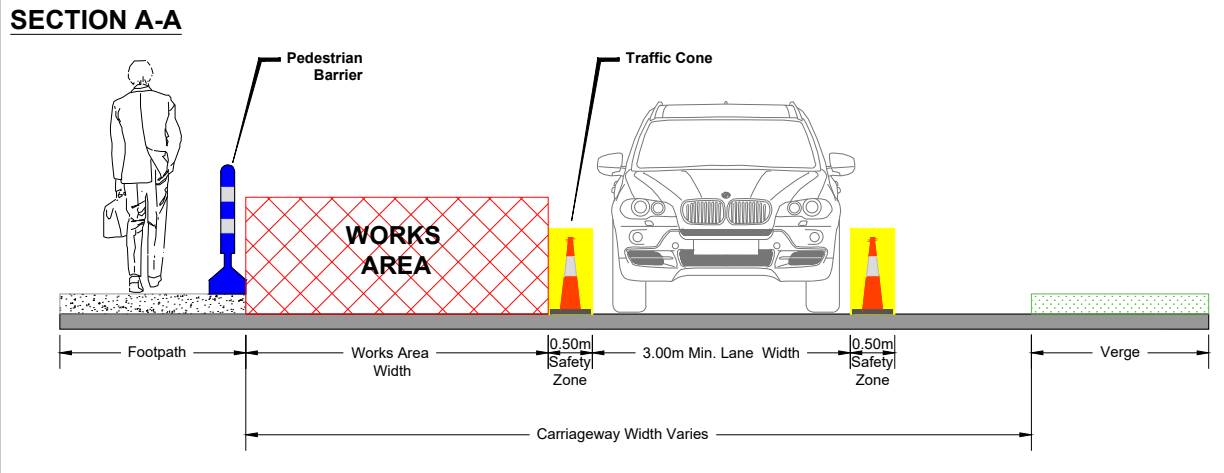 SECTION A-A
Pedestrian
Barrier
Traffic Cone
WORKS
AREA
Footpath
Works Area
Width
0.50m
Safety
Zone
3.00m Min. Lane Width
0.50m
Safety
Zone
Verge
Carriageway Width Varies